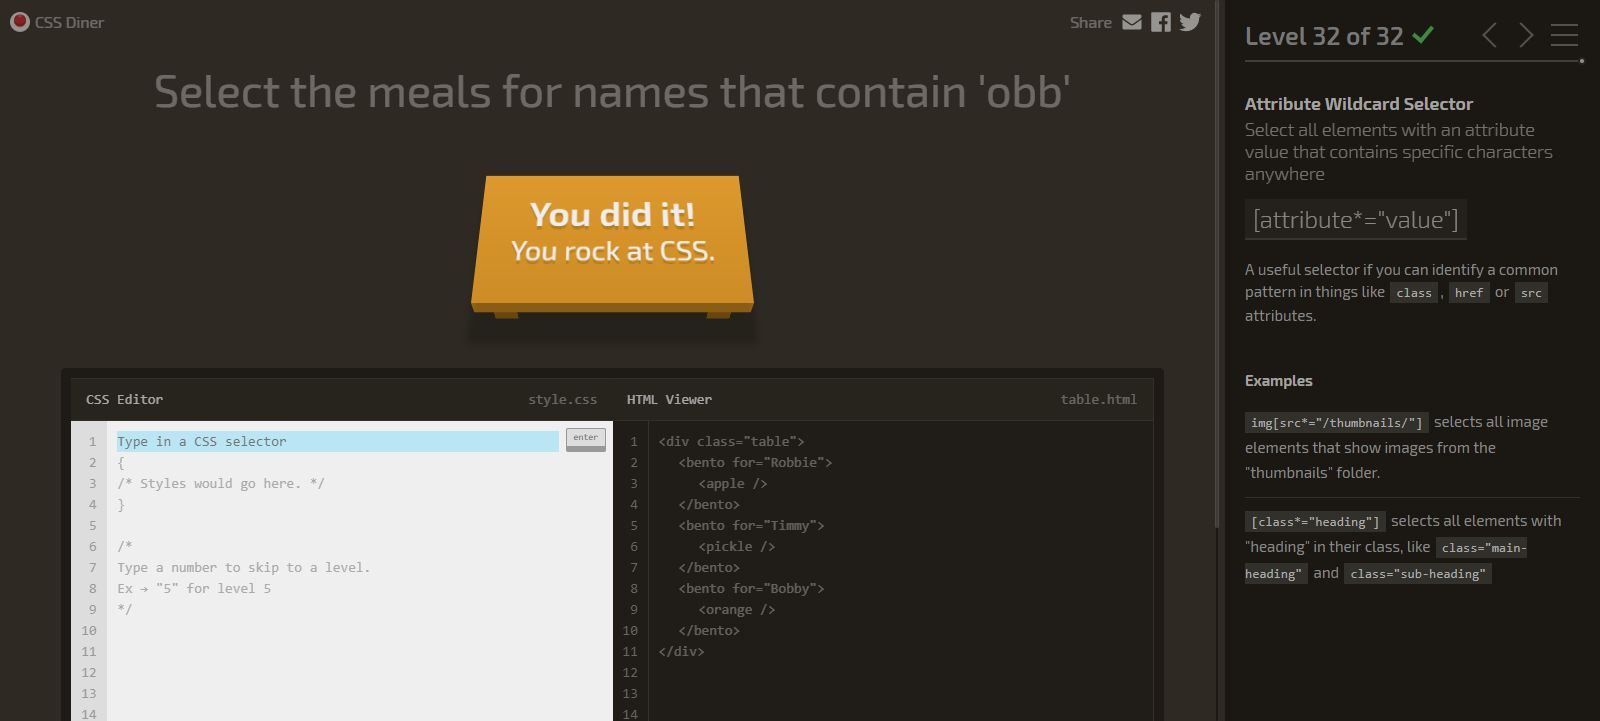 CSS Diner
Share
Select the meals for names that contain 'obb'
You did it!
You rock at CSS.
CSS Editor
style.css
HTML Viewer
table.html
1 Type in a CSS selector
enter
2 {
3 /* Styles would go here. */
4 }
5
6 /*
7 Type a number to skip to a level.
8 Ex → "5" for level 5
9 */
10
11
12
13
14
1 <div class="table">
2 <bento for="Robbie">
3 <apple />
4 </bento>
5 <bento for="Timmy">
6 <pickle />
7 </bento>
8 <bento for="Bobby">
9 <orange />
10 </bento>
11 </div>
12
13
14
Level 32 of 32
Attribute Wildcard Selector
Select all elements with an attribute
value that contains specific characters
anywhere
[attribute*="value"]
A useful selector if you can identify a common
pattern in things like class, href or src
attributes.
Examples
img[src*="/thumbnails/"] selects all image
elements that show images from the
"thumbnails" folder.
[class*="heading"] selects all elements with
"heading" in their class, like class="main-
heading" and class="sub-heading"